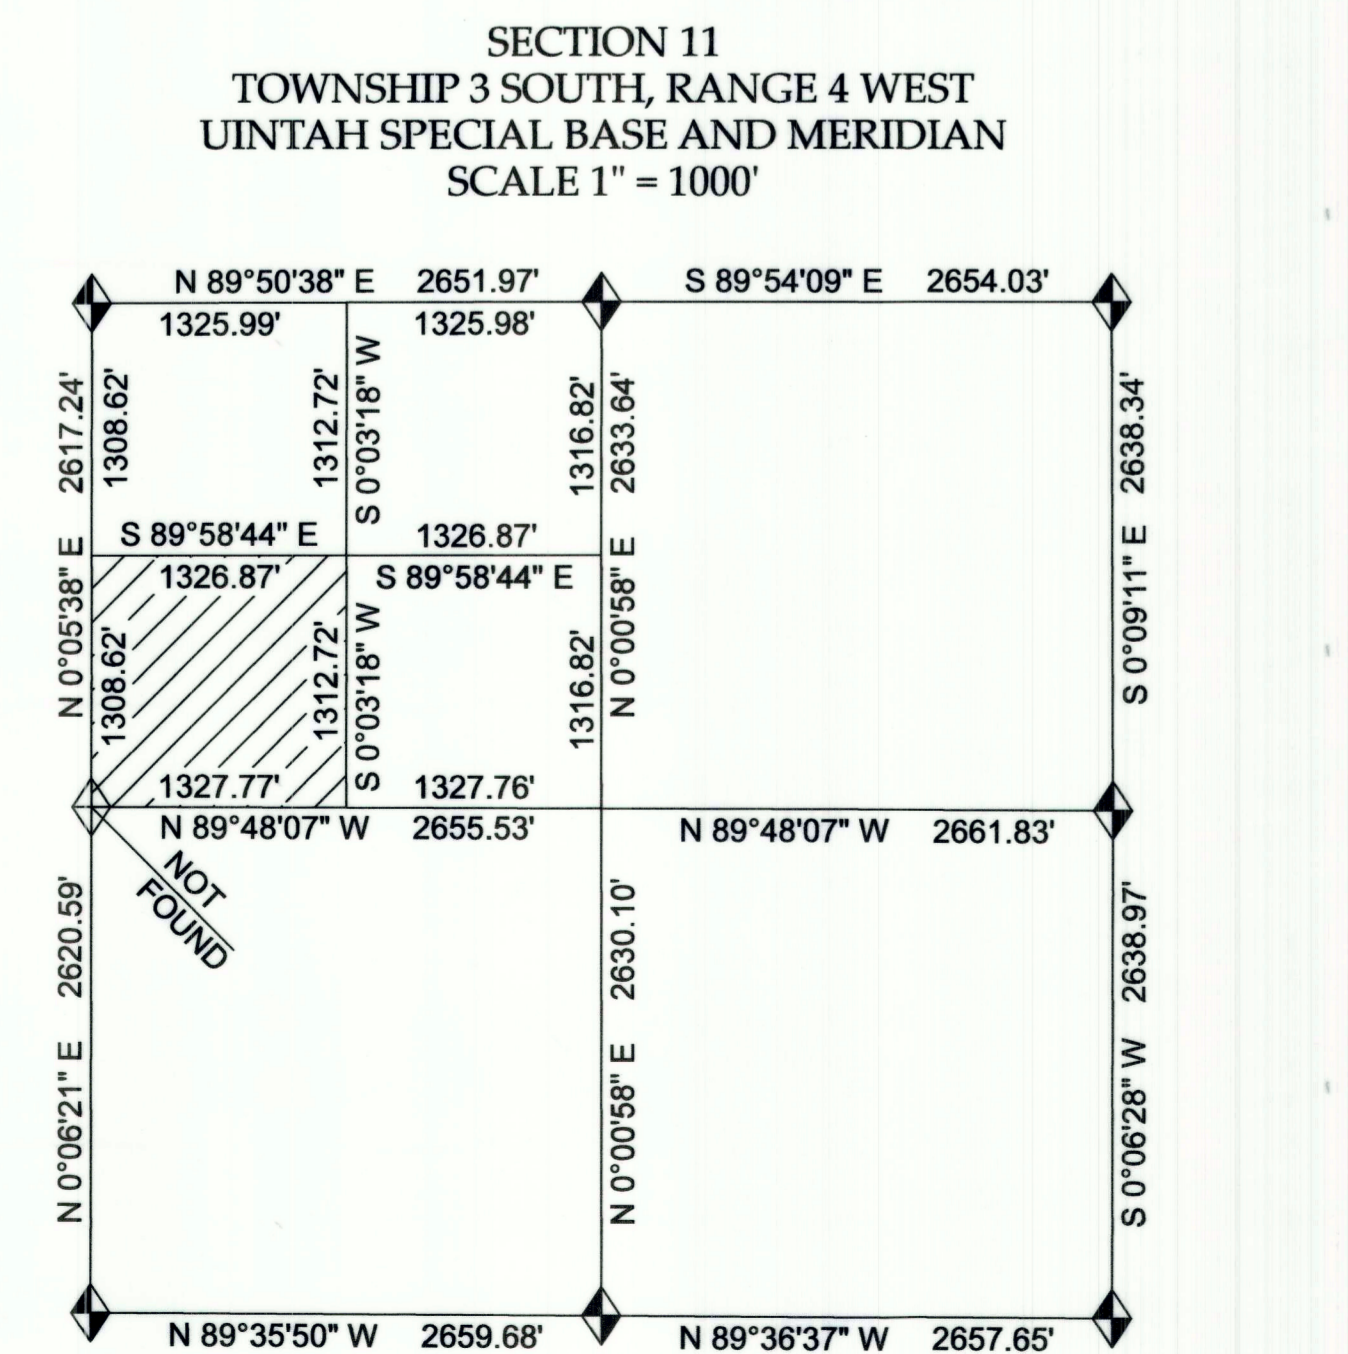 SECTION 11
TOWNSHIP 3 SOUTH, RANGE 4 WEST
UINTAH SPECIAL BASE AND MERIDIAN
SCALE 1" = 1000'
N 89°50'38" E 2651.97'
S 89°54'09" E 2654.03'
1325.99'
1325.98'
N 0°05'38" E 2617.24'
1308.62'
1312.72'
S 0°03'18" W
1316.82'
N 0°00'58" E 2633.64'
S 0°09'11" E 2638.34'
S 89°58'44" E
1326.87'
1326.87'
S 89°58'44" E
1308.62'
1312.72'
S 0°03'18" W
1316.82'
1327.77'
1327.76'
N 89°48'07" W 2655.53'
N 89°48'07" W 2661.83'
NOT
FOUND
N 0°06'21" E 2620.59'
N 0°00'58" E 2630.10'
S 0°06'28" W 2638.97'
N 89°35'50" W 2659.68'
N 89°36'37" W 2657.65'